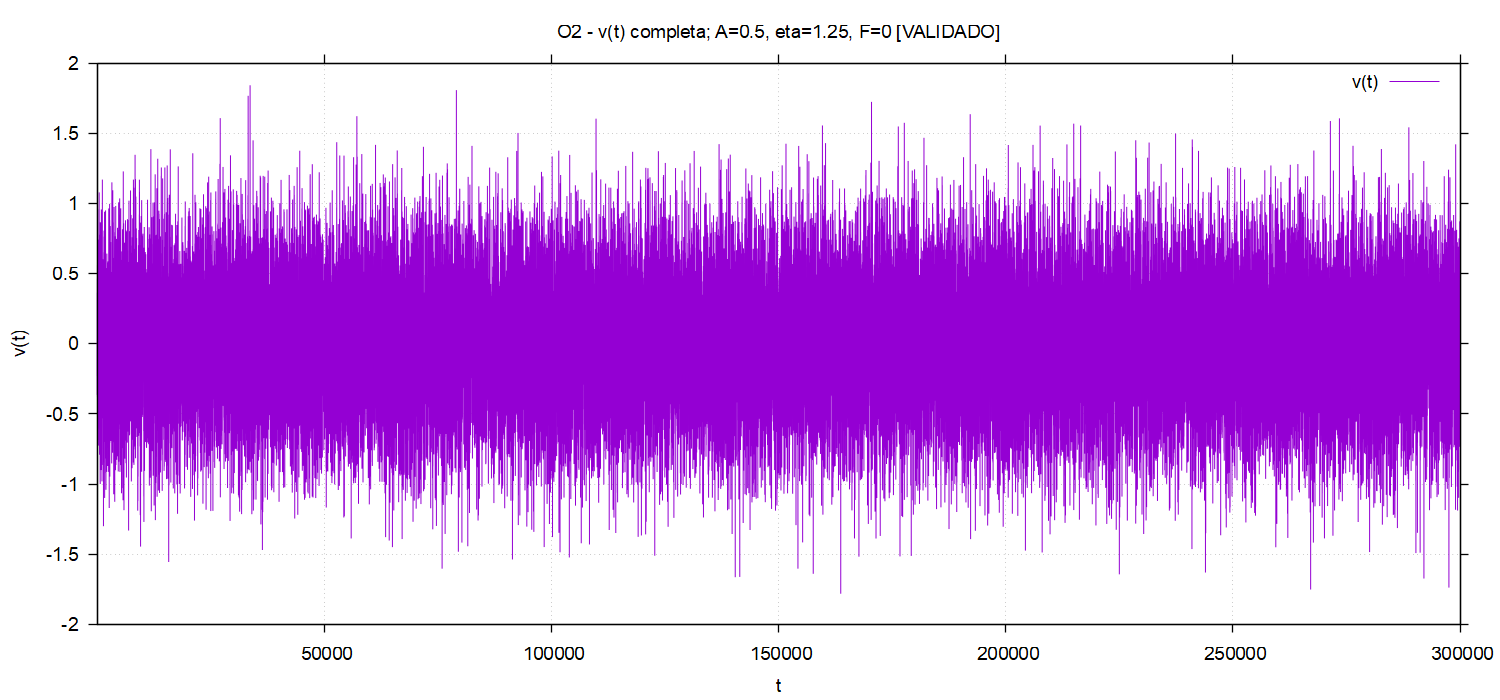 O2 - v(t) completa; A=0.5, eta=1.25, F=0 [VALIDADO]
v(t)
2
1.5
1
0.5
0
-0.5
-1
-1.5
-2
v(t)
50000 100000 150000 200000 250000 300000
t